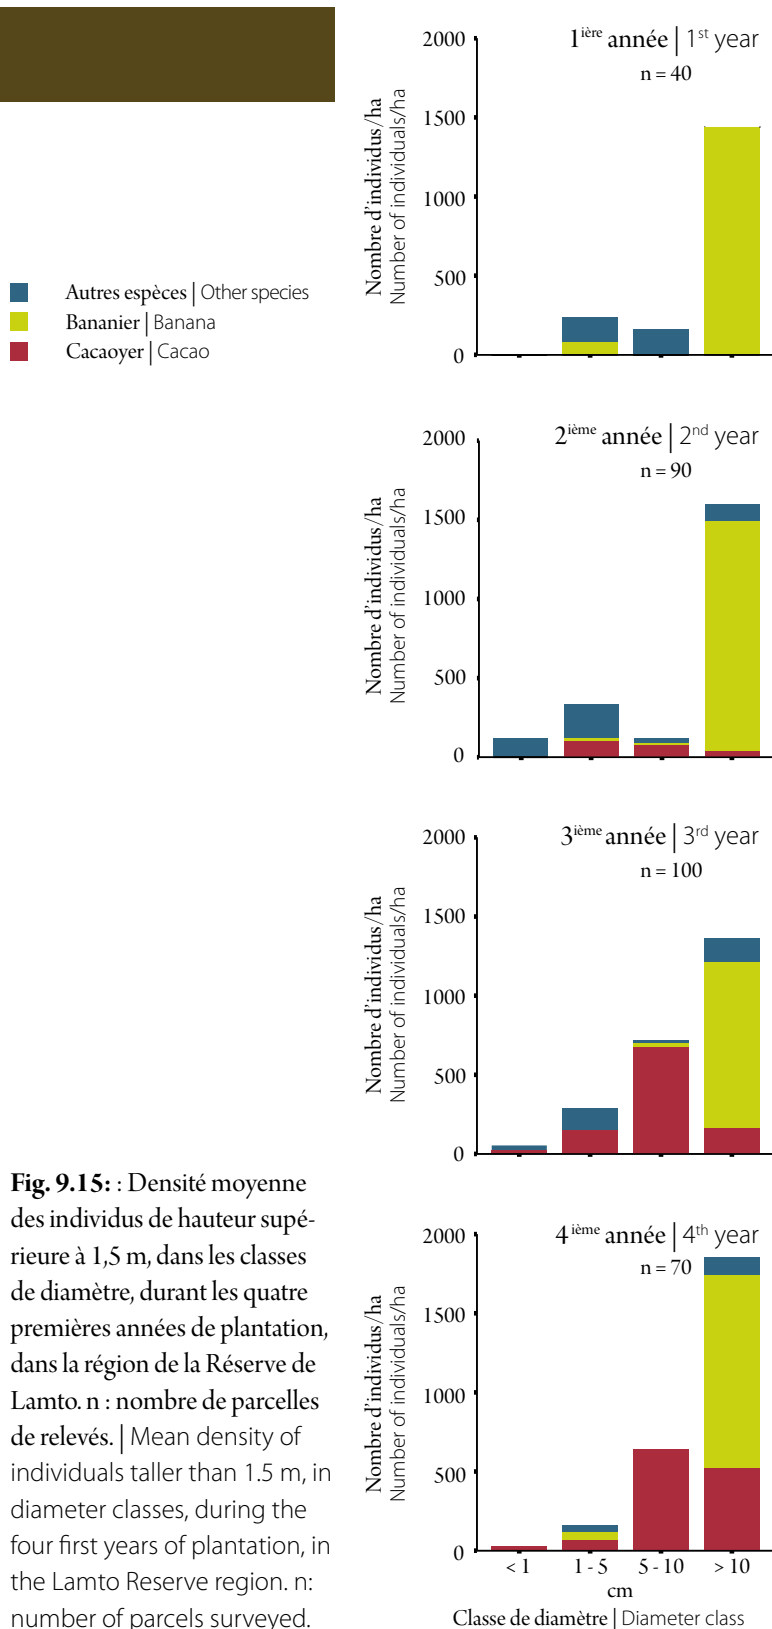 Autres espèces | Other species
Bananier | Banana
Cacaoyer | Cacao
1ière année | 1st year
n = 40
Nombre d'individus/ha
Number of individuals/ha
2000
1500
1000
500
0
2ième année | 2nd year
n = 90
Nombre d'individus/ha
Number of individuals/ha
2000
1500
1000
500
0
3ième année | 3rd year
n = 100
Nombre d'individus/ha
Number of individuals/ha
2000
1500
1000
500
0
4ième année | 4th year
n = 70
Nombre d'individus/ha
Number of individuals/ha
2000
1500
1000
500
0
< 1 1 - 5 5 - 10 > 10
cm
Classe de diamètre | Diameter class
Fig. 9.15: : Densité moyenne
des individus de hauteur supé-
rieure à 1,5 m, dans les classes
de diamètre, durant les quatre
premières années de plantation,
dans la région de la Réserve de
Lamto. n : nombre de parcelles
de relevés. | Mean density of
individuals taller than 1.5 m, in
diameter classes, during the
four first years of plantation, in
the Lamto Reserve region. n:
number of parcels surveyed.